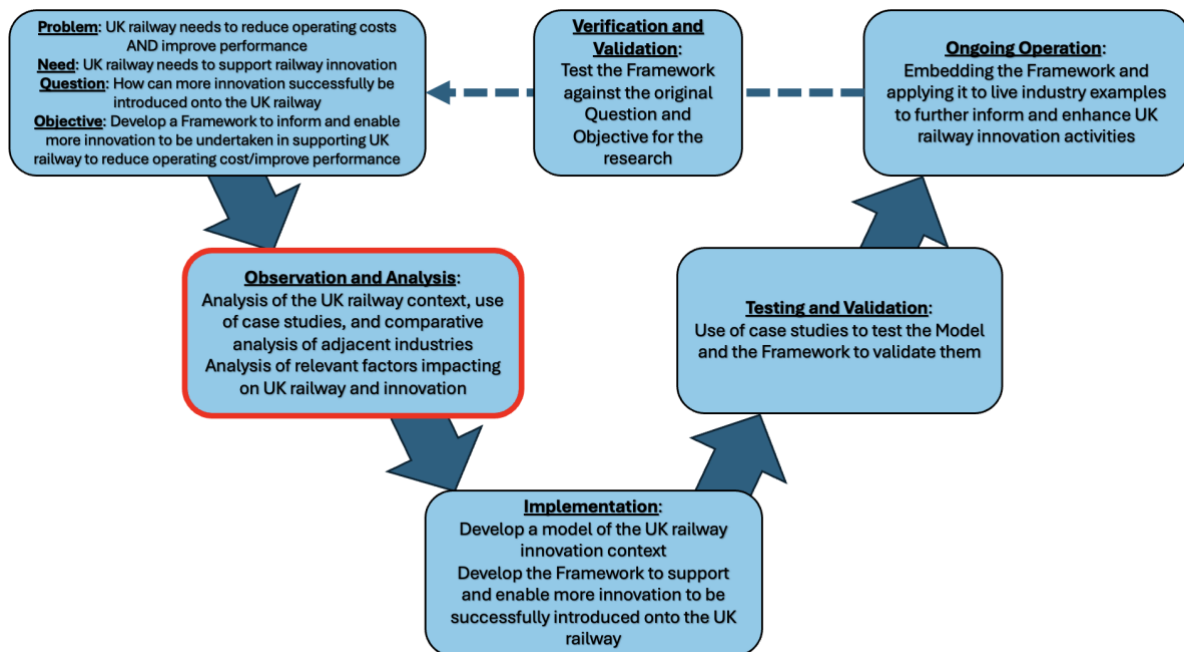 Problem: UK railway needs to reduce operating costs
AND improve performance
Need: UK railway needs to support railway innovation
Question: How can more innovation successfully be
introduced onto the UK railway
Objective: Develop a Framework to inform and enable
more innovation to be undertaken in supporting UK
railway to reduce operating cost/improve performance
Verification and
Validation:
Test the Framework
against the original
Question and
Objective for the
research
Ongoing Operation:
Embedding the Framework and
applying it to live industry examples
to further inform and enhance UK
railway innovation activities
Observation and Analysis:
Analysis of the UK railway context, use
of case studies, and comparative
analysis of adjacent industries
Analysis of relevant factors impacting
on UK railway and innovation
Testing and Validation:
Use of case studies to test the Model
and the Framework to validate them
Implementation:
Develop a model of the UK railway
innovation context
Develop the Framework to support
and enable more innovation to be
successfully introduced onto the UK
railway